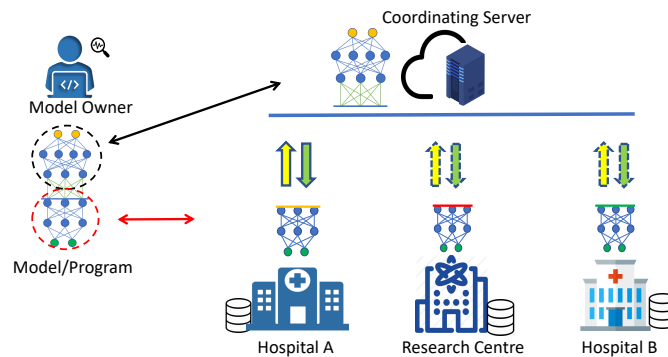 Coordinating Server
</>
Model Owner
Model/Program
Hospital A
Research Centre
Hospital B